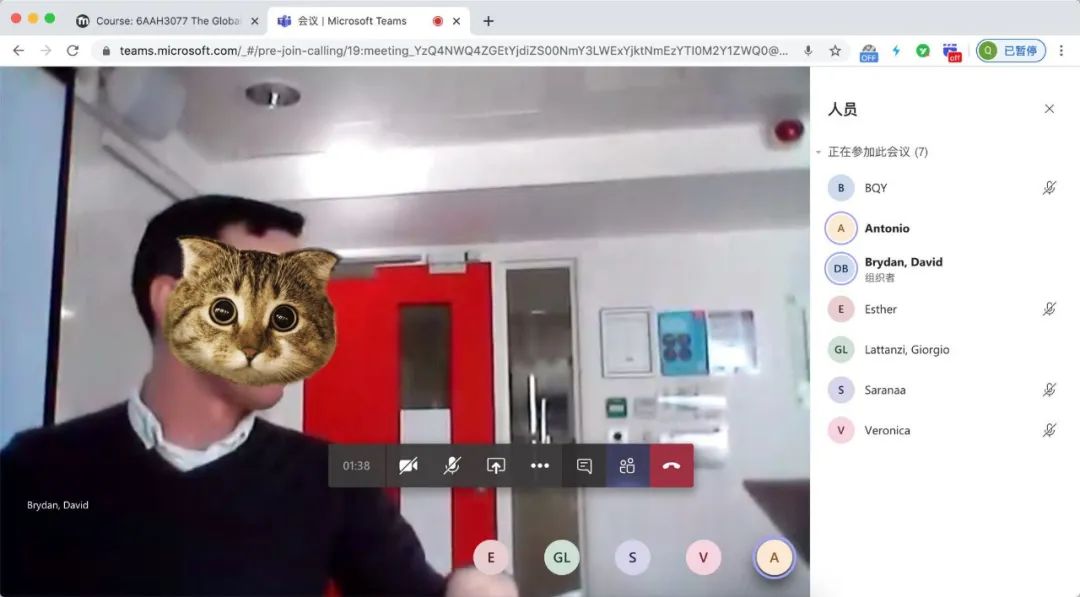 Course: 6AAH3077 The Globa
会议 | Microsoft Teams
teams.microsoft.com/_#/pre-join-calling/19:meeting_YzQ4NWQ4ZGEtYjdiZS00NmY3LWExYjktNmEzYTI0M2Y1ZWQ0@...
OFF
off
Q 已暂停
人员
正在参加此会议 (7)
B BQY
A Antonio
DB Brydan, David
组织者
E Esther
GL Lattanzi, Giorgio
S Saranaa
V Veronica
01:38
Brydan, David
E GL S V A